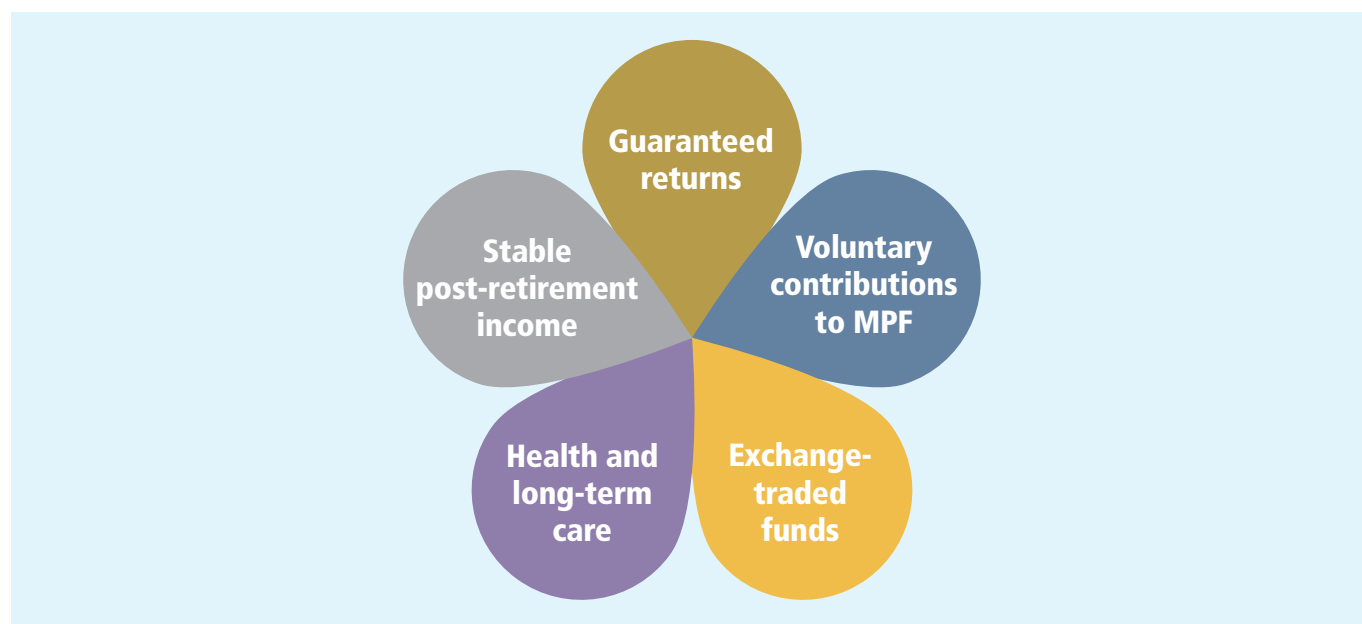 Guaranteed
returns
Voluntary
contributions
to MPF
Exchange-
traded
funds
Health and
long-term
care
Stable
post-retirement
income